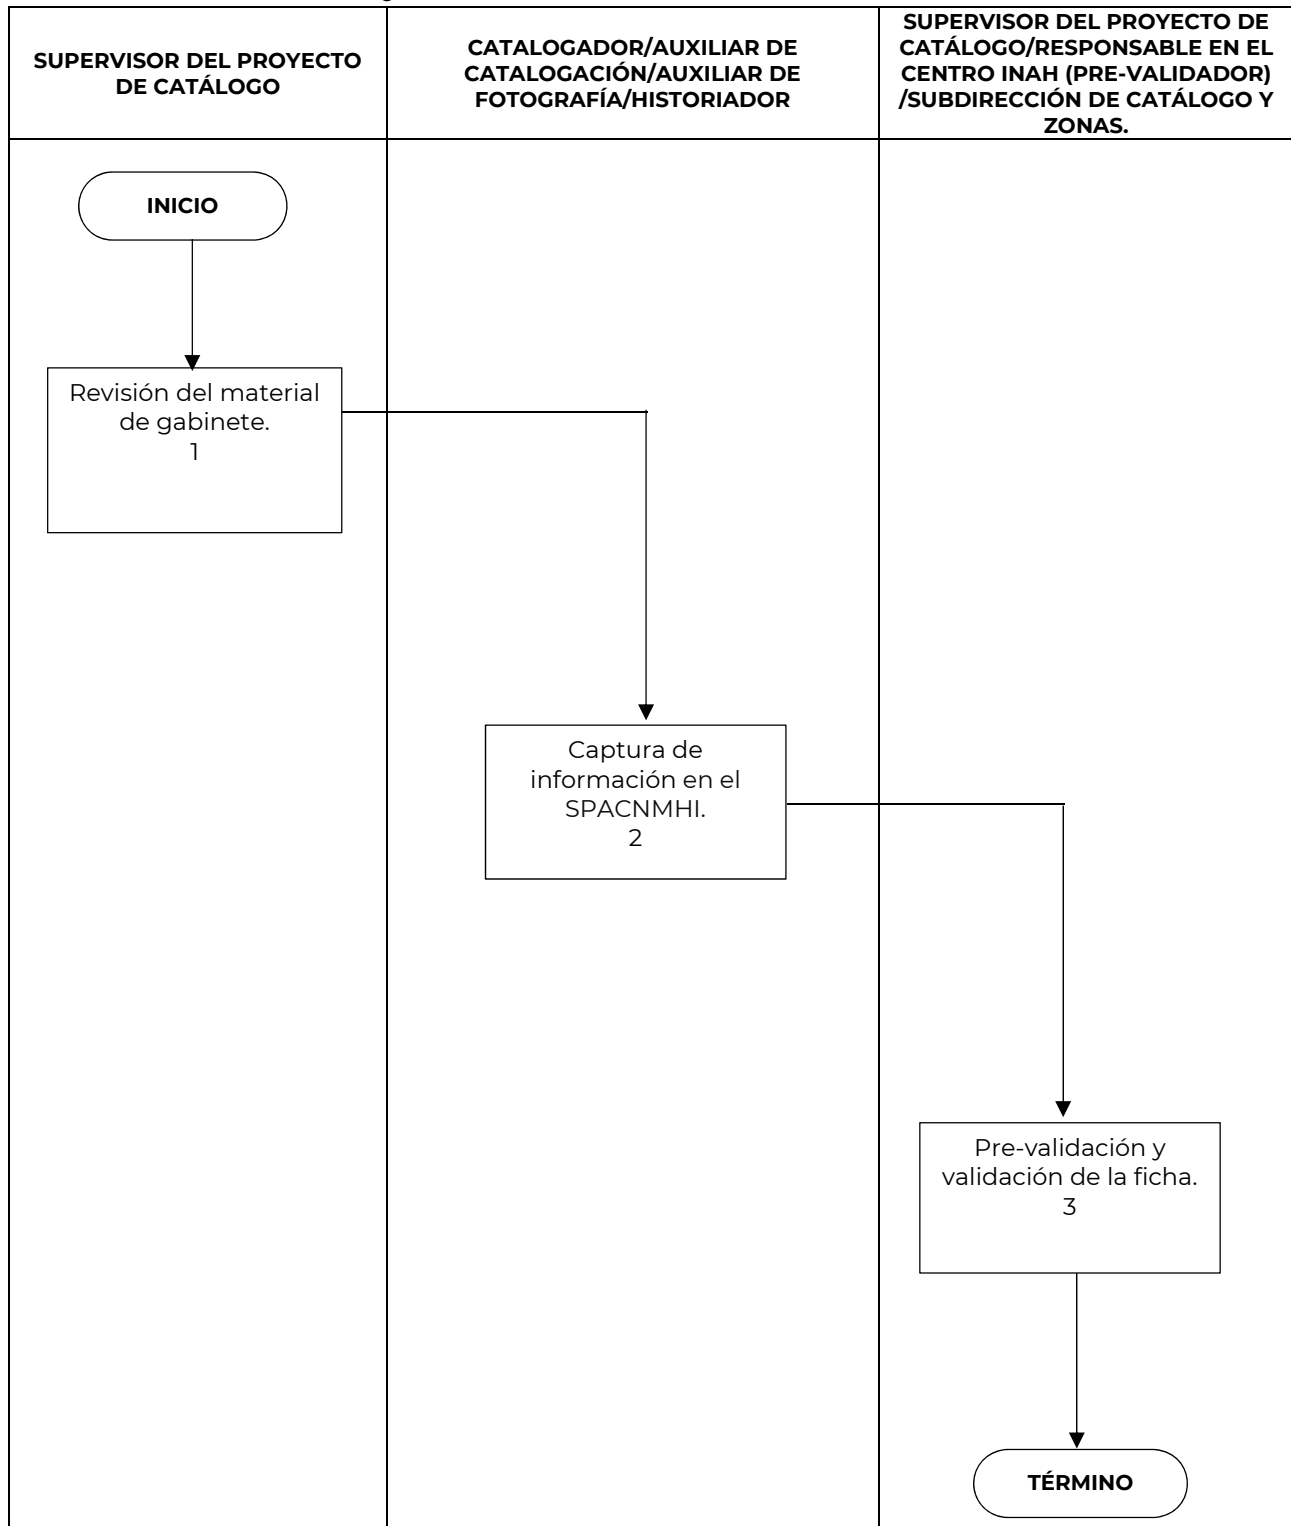 SUPERVISOR DEL PROYECTO
DE CATÁLOGO
CATALOGADOR/AUXILIAR DE
CATALOGACIÓN/AUXILIAR DE
FOTOGRAFÍA/HISTORIADOR
SUPERVISOR DEL PROYECTO DE
CATÁLOGO/RESPONSABLE EN EL
CENTRO INAH (PRE-VALIDADOR)
/SUBDIRECCIÓN DE CATÁLOGO Y
ZONAS.
INICIO
Revisión del material
de gabinete.
1
Captura de
información en el
SPACNMHI.
2
Pre-validación y
validación de la ficha.
3
TÉRMINO